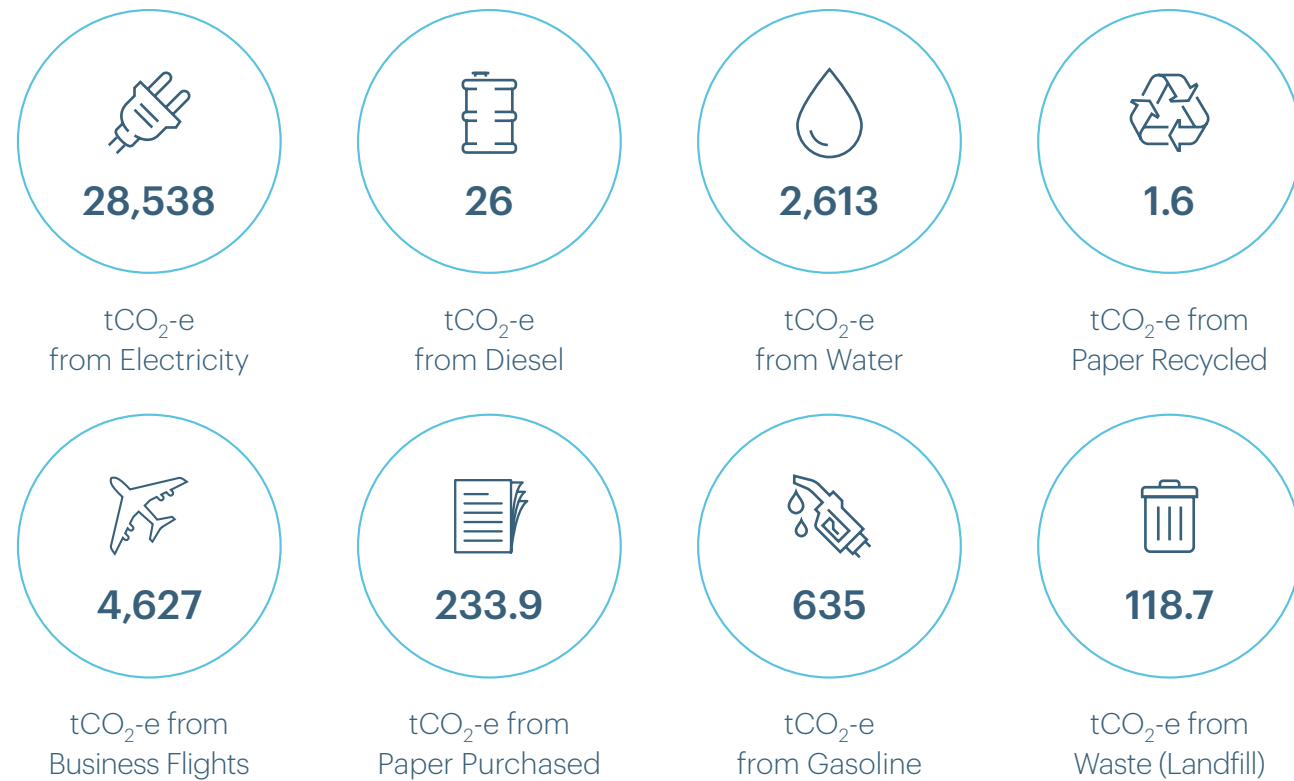 28,538
tCO₂-e
from Electricity
26
tCO₂-e
from Diesel
2,613
tCO₂-e
from Water
1.6
tCO₂-e from
Paper Recycled
4,627
tCO₂-e from
Business Flights
233.9
tCO₂-e from
Paper Purchased
635
tCO₂-e
from Gasoline
118.7
tCO₂-e from
Waste (Landfill)